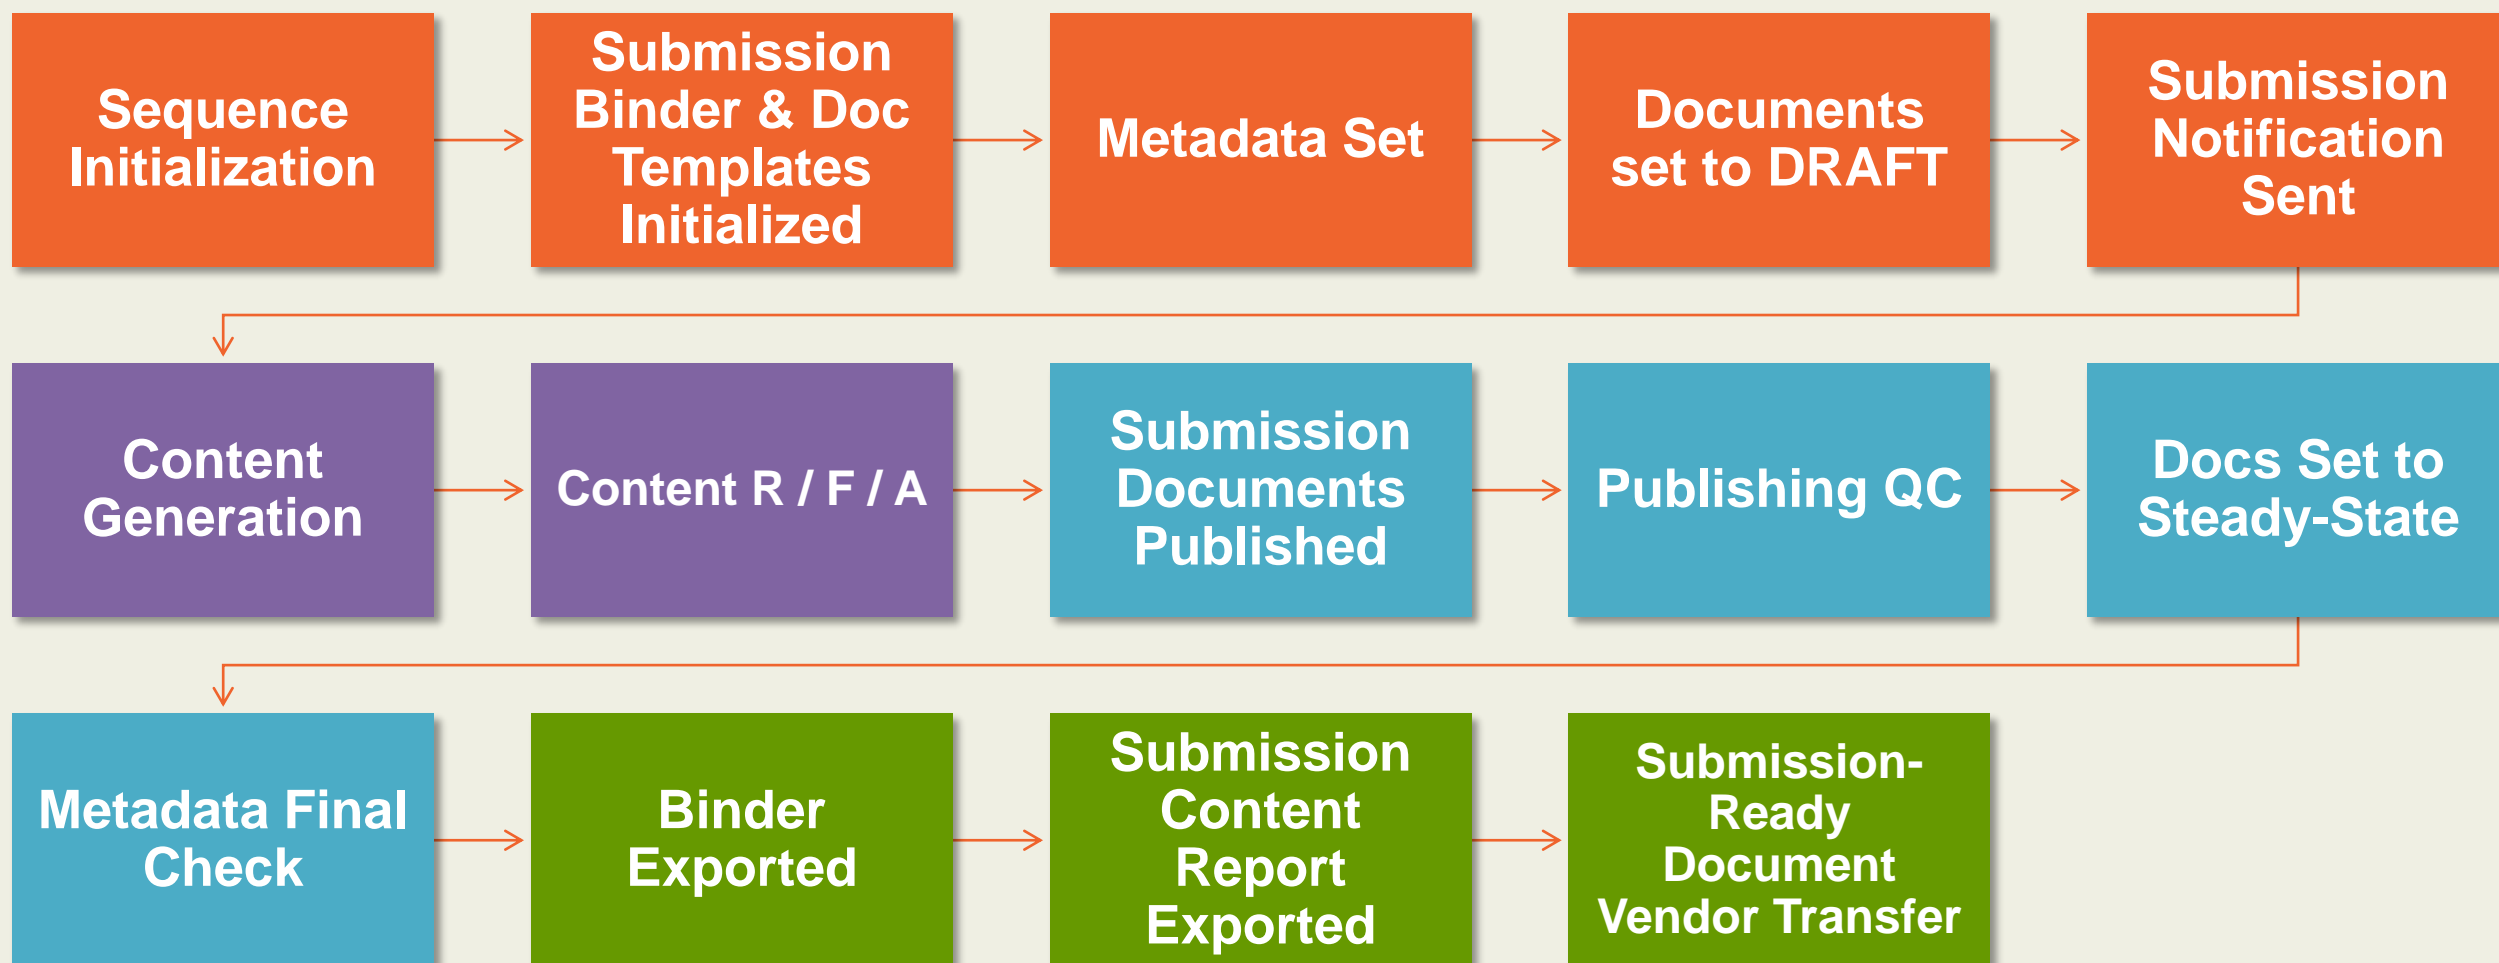 Sequence
Initialization
Submission
Binder & Doc
Templates
Initialized
Metadata Set
Documents
set to DRAFT
Submission
Notification
Sent
Content
Generation
Content R / F / A
Submission
Documents
Published
Publishing QC
Docs Set to
Steady-State
Metadata Final
Check
Binder
Exported
Submission
Content
Report
Exported
Submission-
Ready
Document
Vendor Transfer